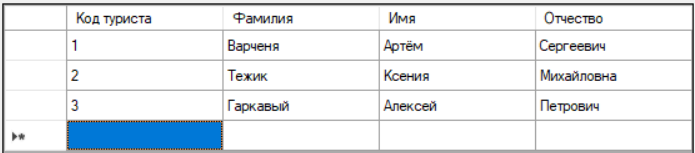 Код туриста Фамилия Имя Отчество
1 Варченя Артём Сергеевич
2 Тежик Ксения Михайловна
3 Гаркавый Алексей Петрович